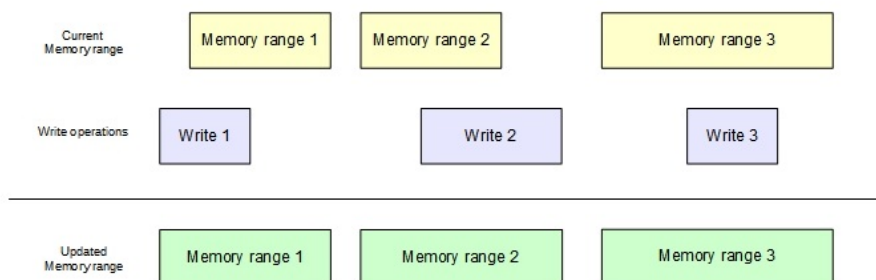 Current
Memory range
Memory range 1
Memory range 2
Memory range 3
Write operations
Write 1
Write 2
Write 3
Updated
Memory range
Memory range 1
Memory range 2
Memory range 3